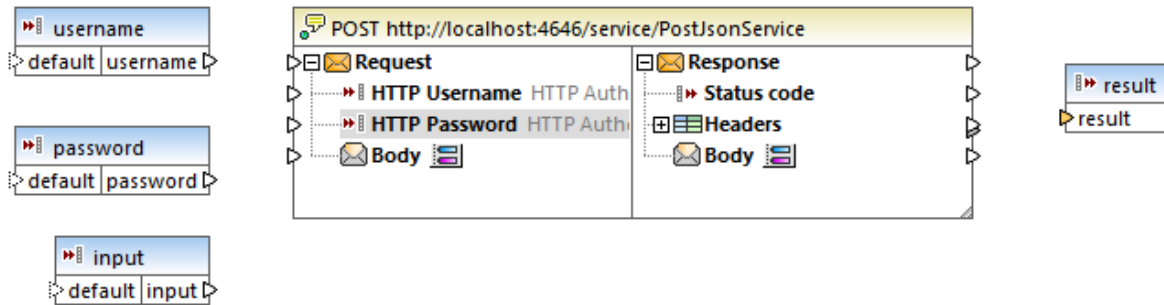 username
default username
password
default password
input
default input
POST http://localhost:4646/service/PostJsonService
Request
HTTP Username HTTP Auth
HTTP Password HTTP Auth
Body
Response
Status code
Headers
Body
result
result